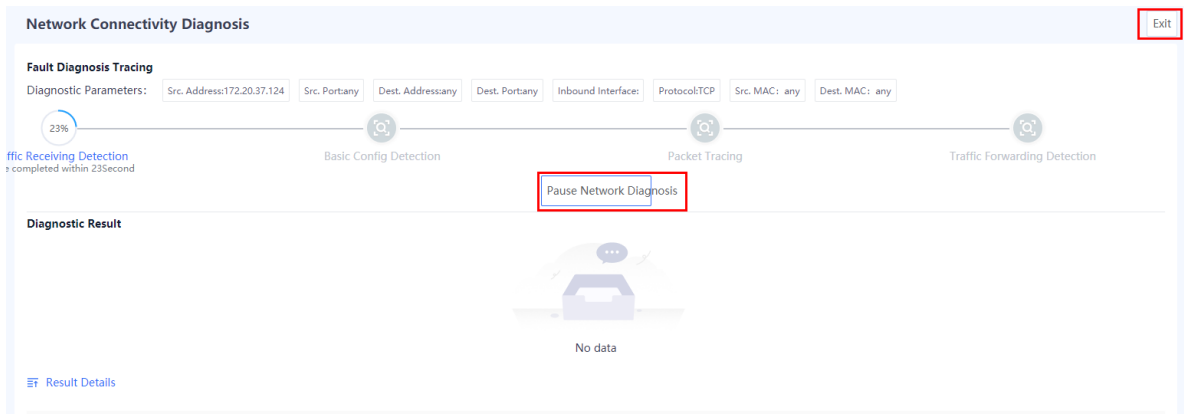 Network Connectivity Diagnosis
Exit
Fault Diagnosis Tracing
Diagnostic Parameters: Src. Address:172.20.37.124 Src. Port:any Dest. Address:any Dest. Port:any Inbound Interface: Protocol:TCP Src. MAC: any Dest. MAC: any
23%
ffic Receiving Detection Basic Config Detection Packet Tracing Traffic Forwarding Detection
e completed within 23Second
Pause Network Diagnosis
Diagnostic Result
No data
Result Details